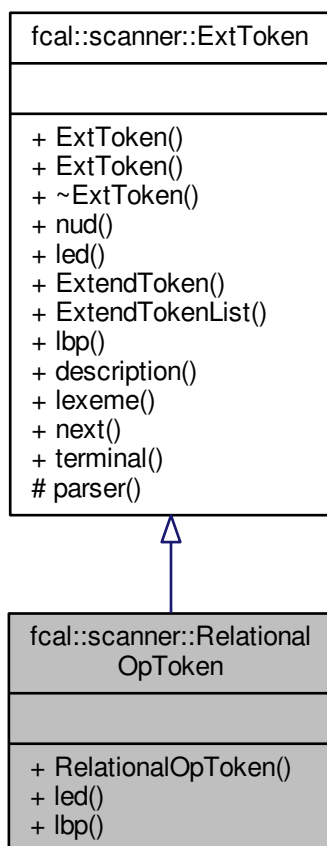 fcal::scanner::ExtToken
+ ExtToken()
+ ExtToken()
+ ~ExtToken()
+ nud()
+ led()
+ ExtendToken()
+ ExtendTokenList()
+ lbp()
+ description()
+ lexeme()
+ next()
+ terminal()
# parser()
fcal::scanner::Relational
OpToken
+ RelationalOpToken()
+ led()
+ lbp()